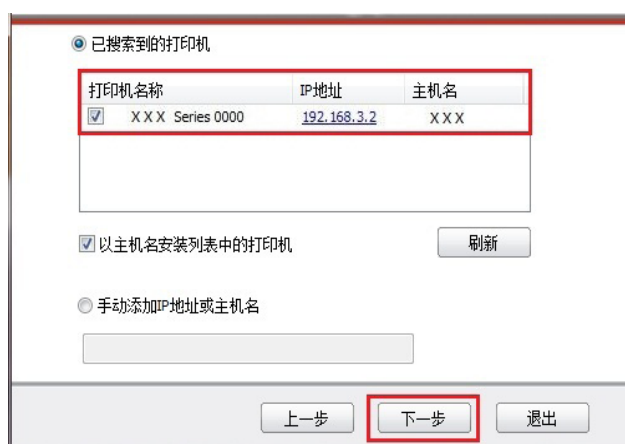 已搜索到的打印机
打印机名称 IP地址 主机名
XXX Series 0000 192.168.3.2 XXX
以主机名安装列表中的打印机 刷新
手动添加IP地址或主机名
上一步 下一步 退出